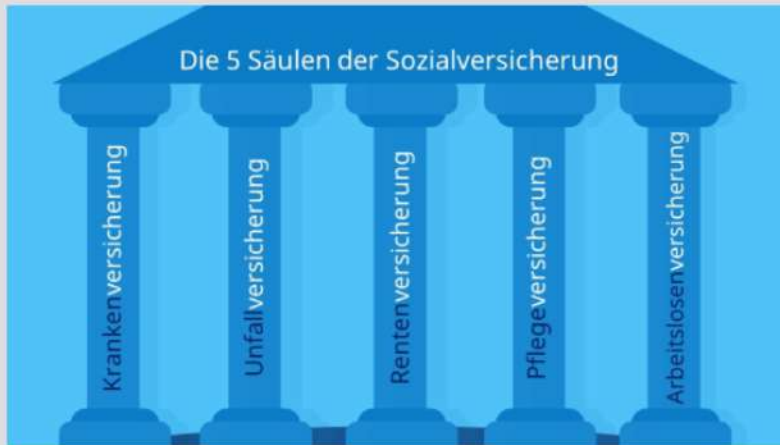 Die 5 Säulen der Sozialversicherung
Krankenversicherung
Unfallversicherung
Rentenversicherung
Pflegeversicherung
Arbeitslosenversicherung